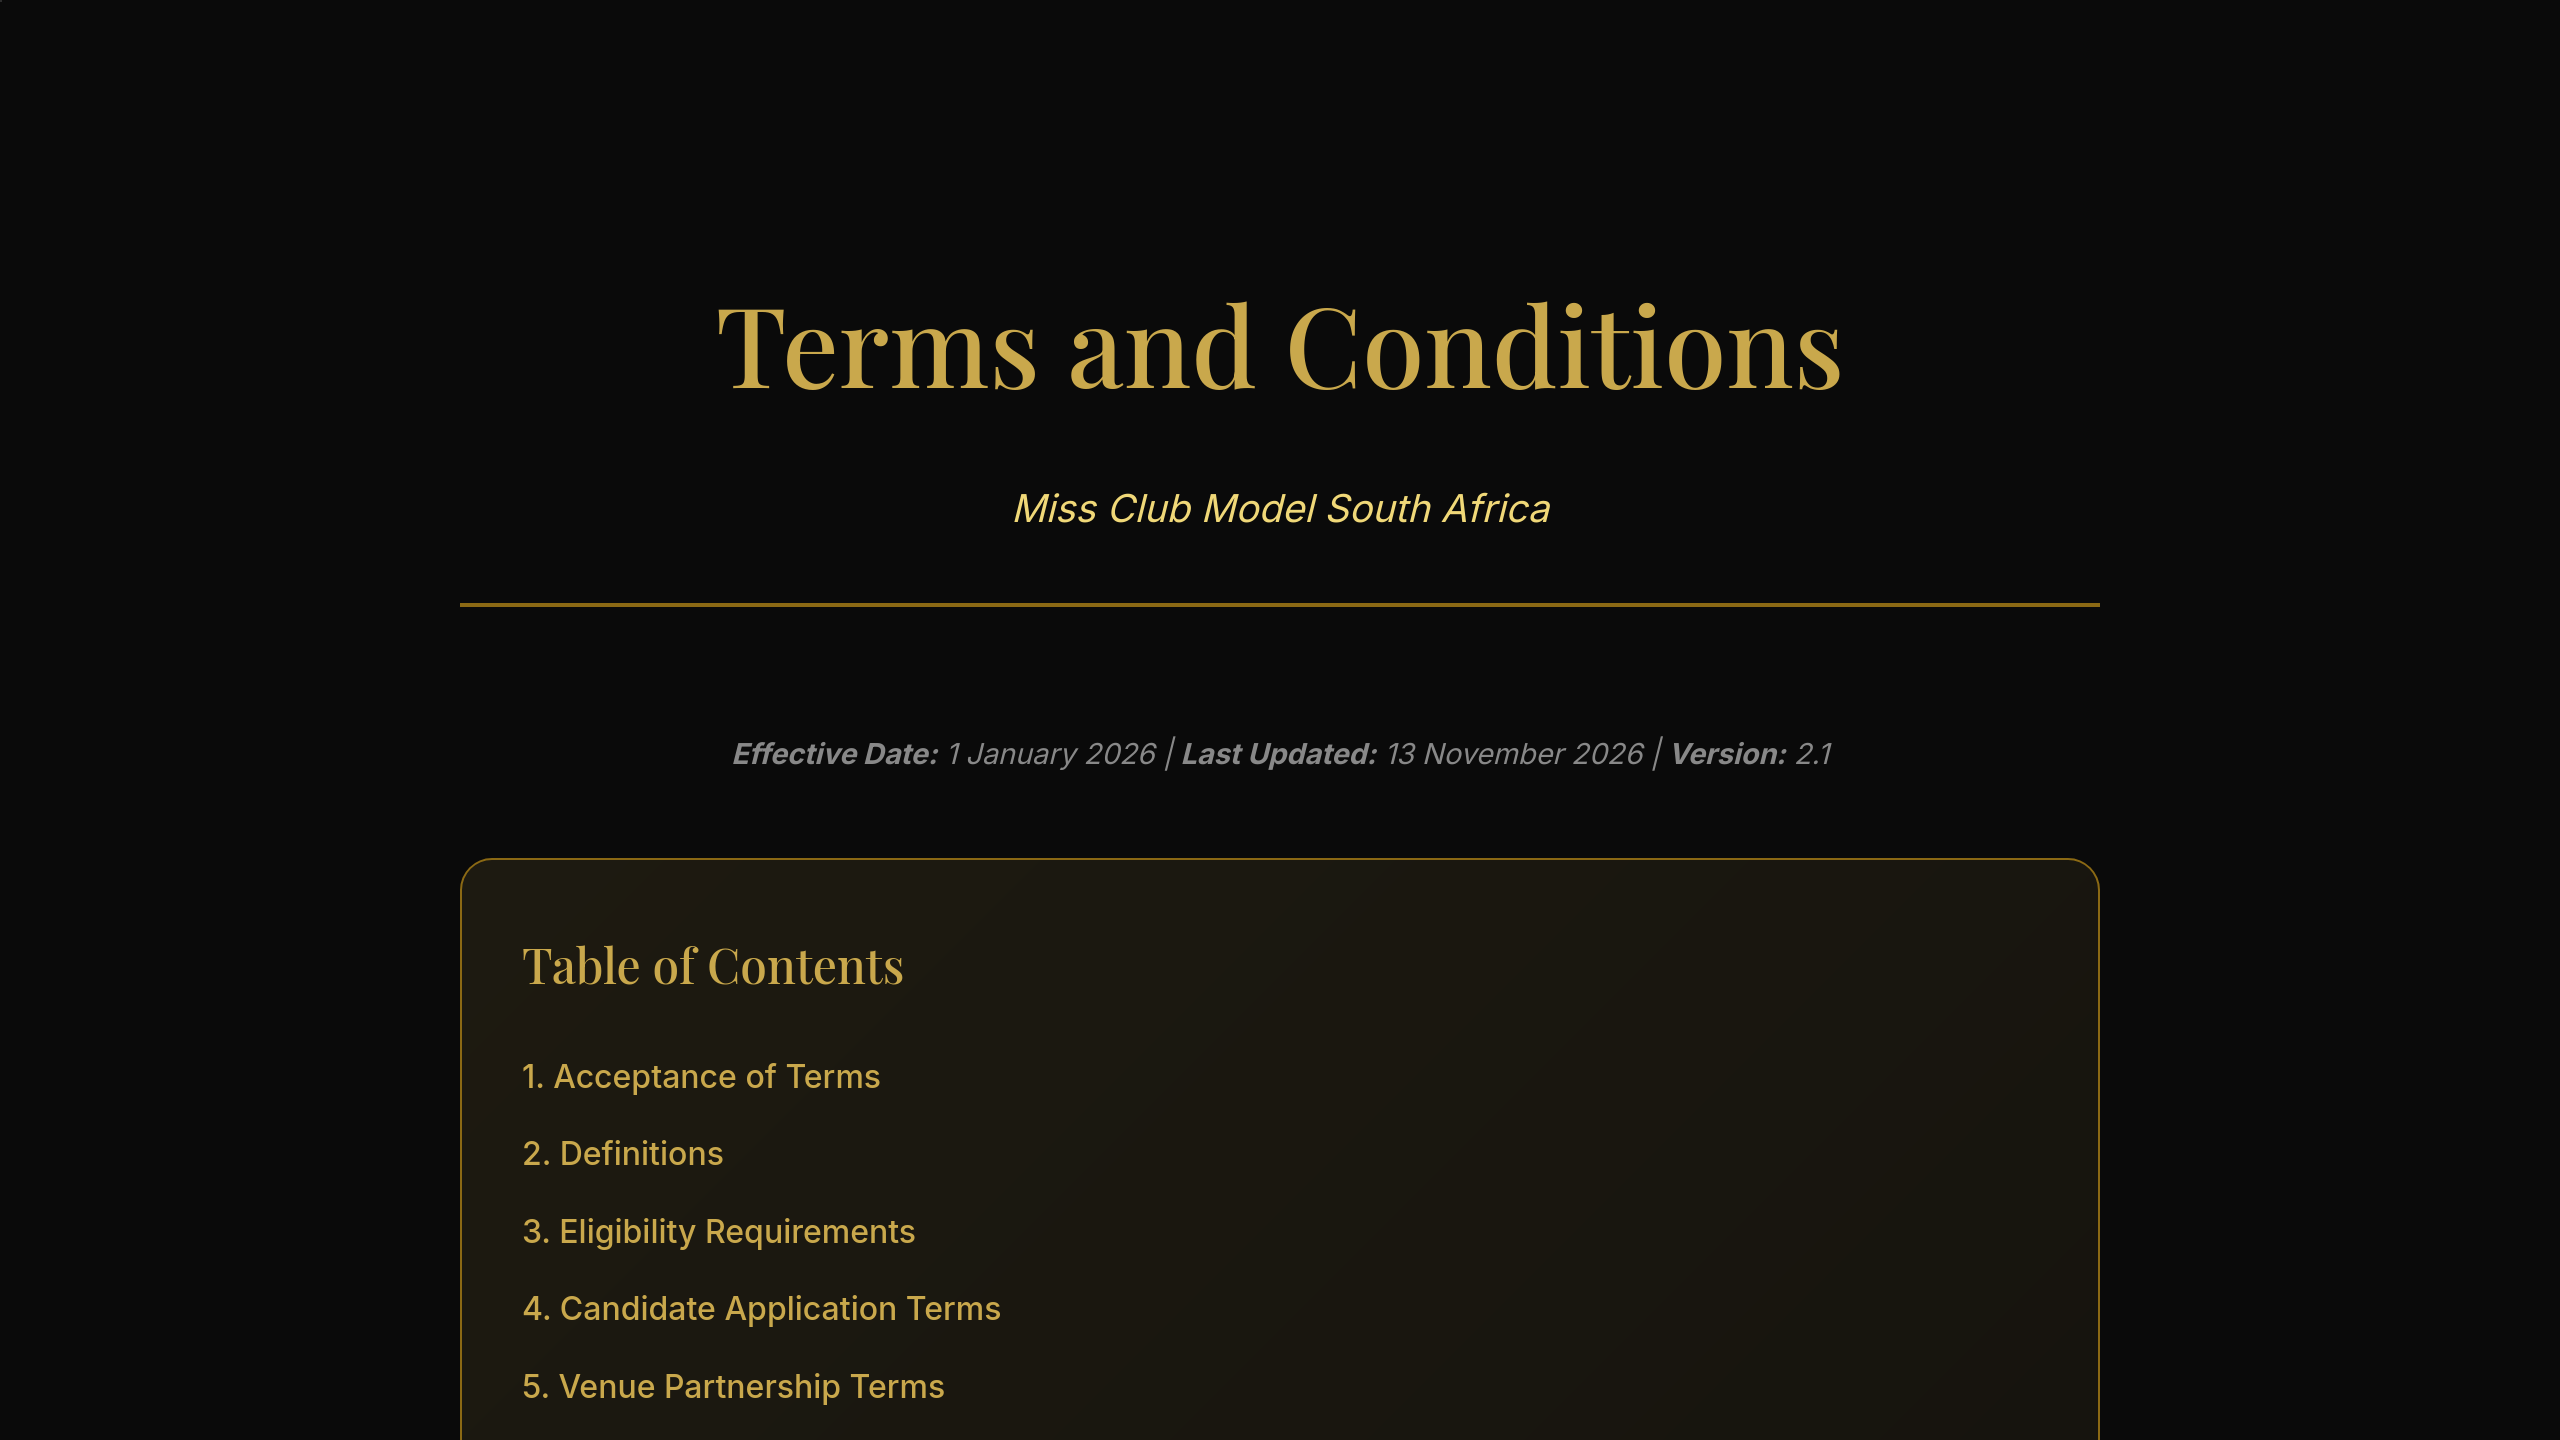 Terms and Conditions
Miss Club Model South Africa
Effective Date: 1 January 2026 | Last Updated: 13 November 2026 | Version: 2.1
Table of Contents
1. Acceptance of Terms
2. Definitions
3. Eligibility Requirements
4. Candidate Application Terms
5. Venue Partnership Terms